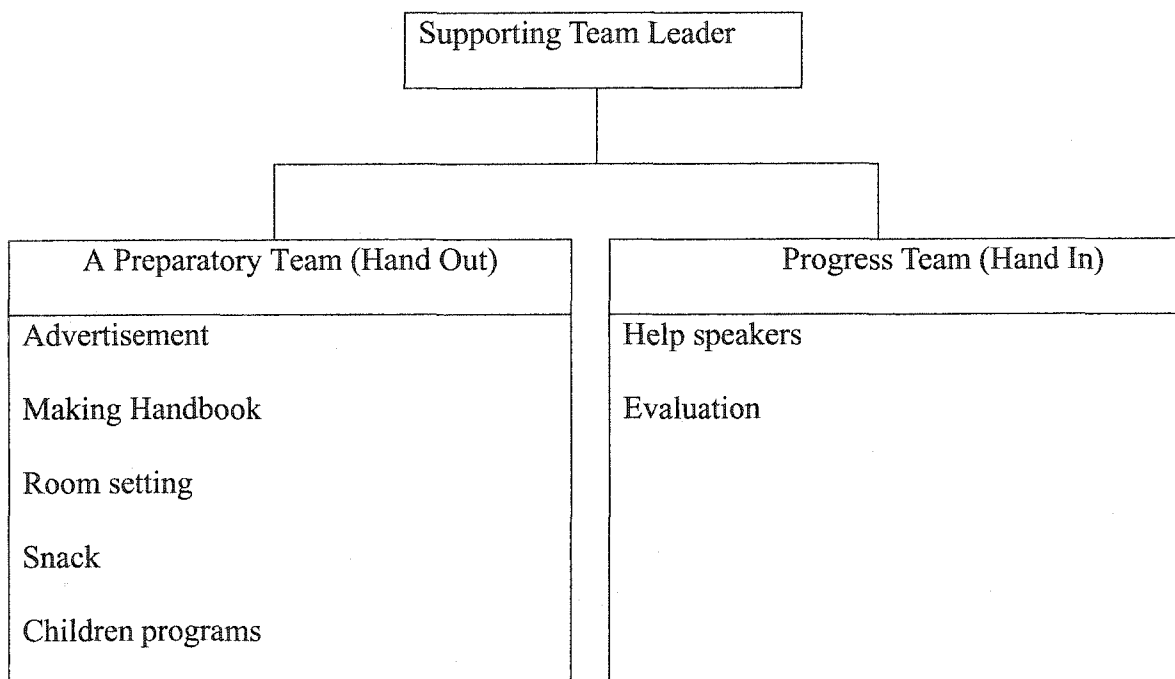 Supporting Team Leader
A Preparatory Team (Hand Out)
Advertisement
Making Handbook
Room setting
Snack
Children programs
Progress Team (Hand In)
Help speakers
Evaluation